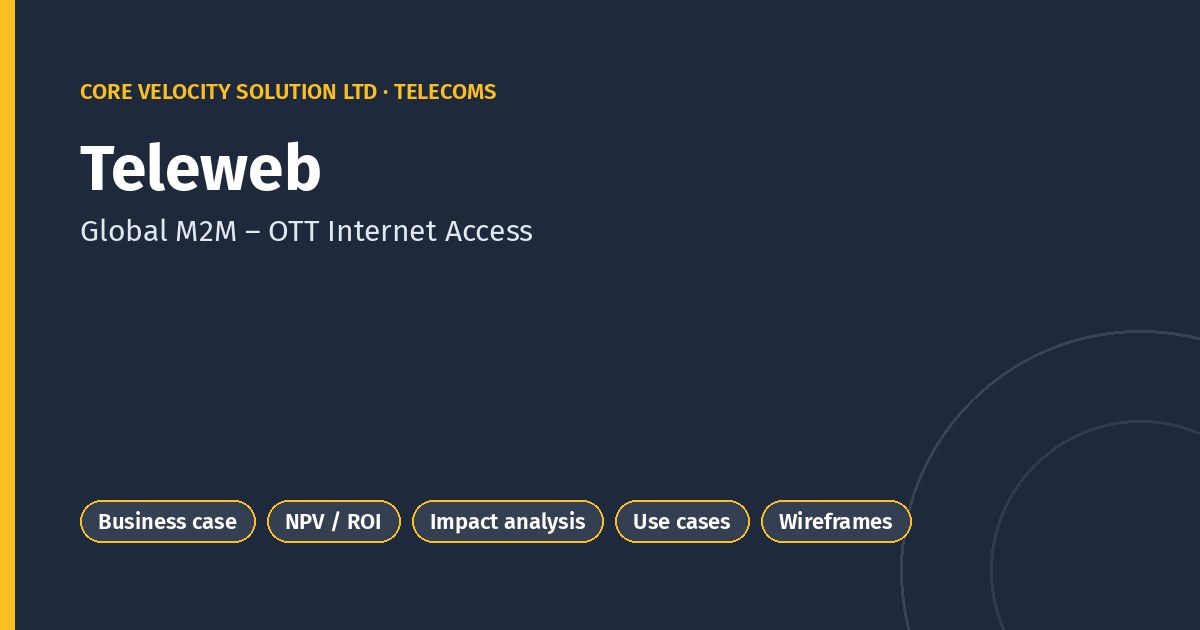 CORE VELOCITY SOLUTION LTD · TELECOMS
Teleweb
Global M2M – OTT Internet Access
Business case NPV / ROI Impact analysis Use cases Wireframes